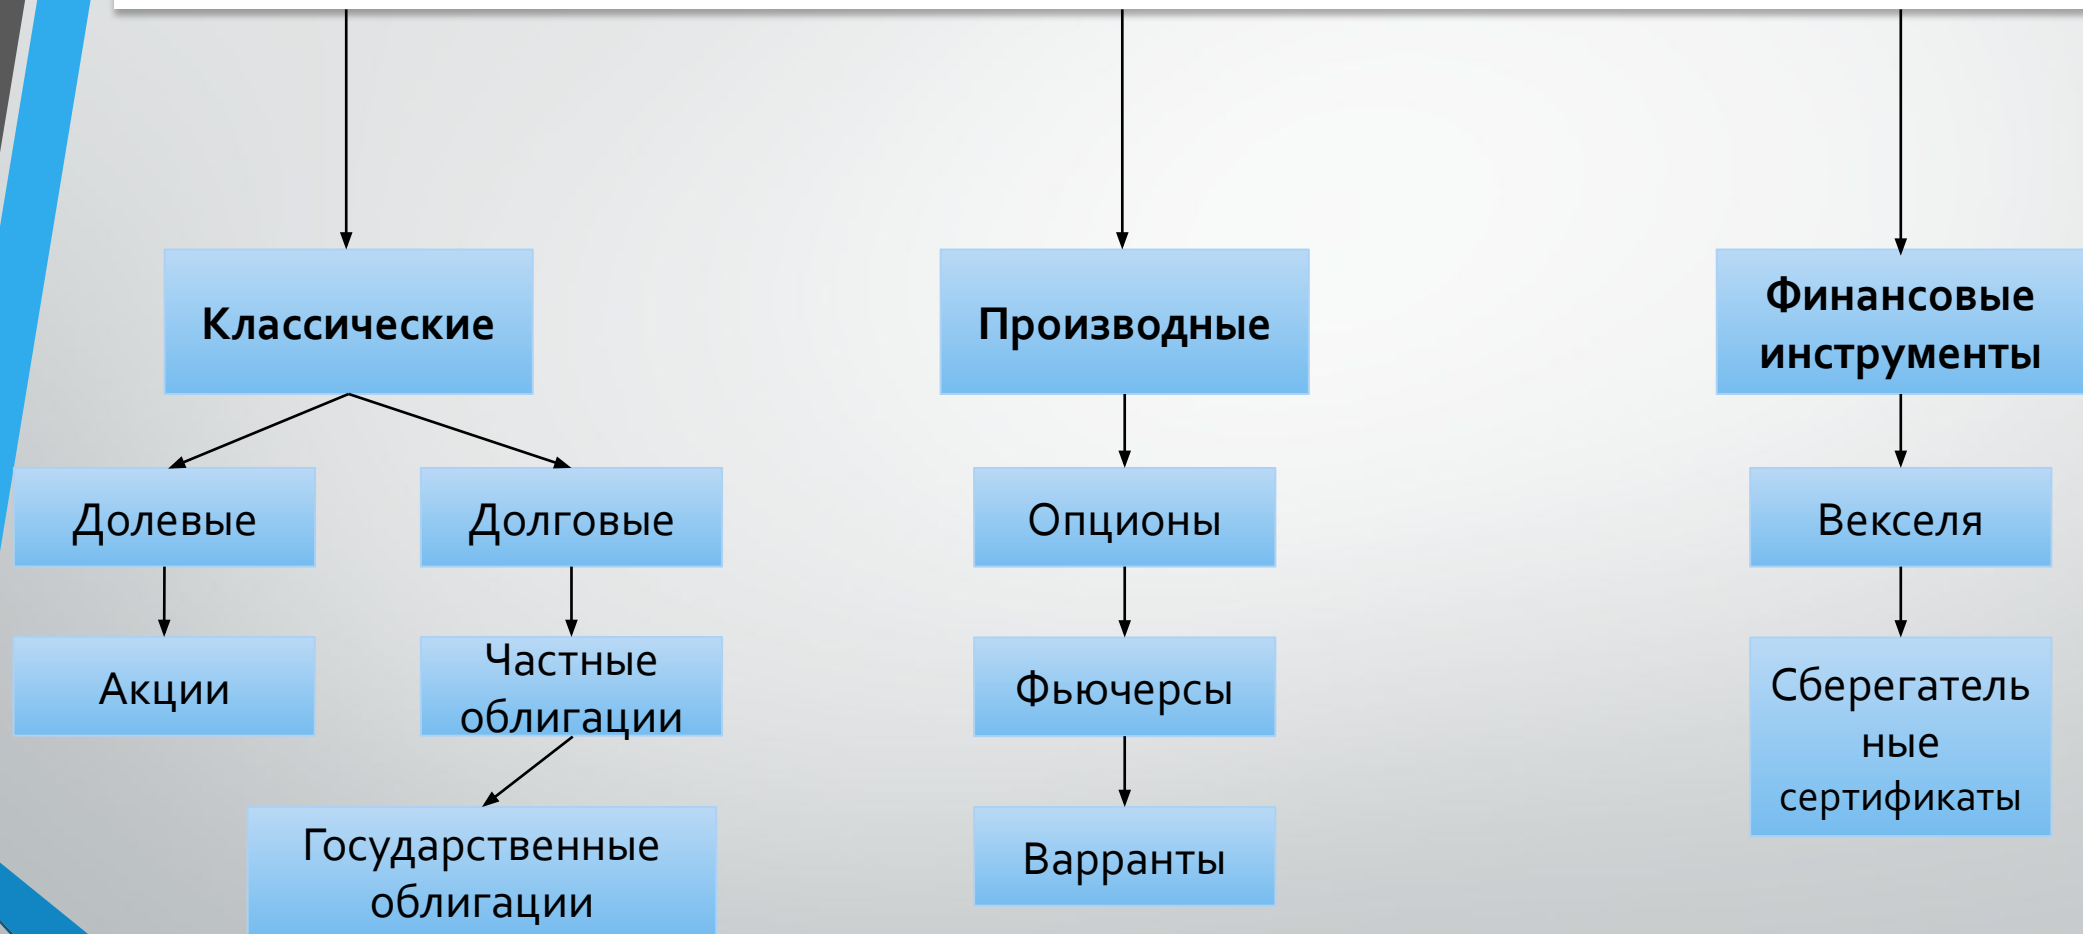 Классические
Производные
Финансовые
инструменты
Долевые
Долговые
Опционы
Векселя
Акции
Частные
облигации
Фьючерсы
Сберегатель
ные
сертификаты
Государственные
облигации
Варранты